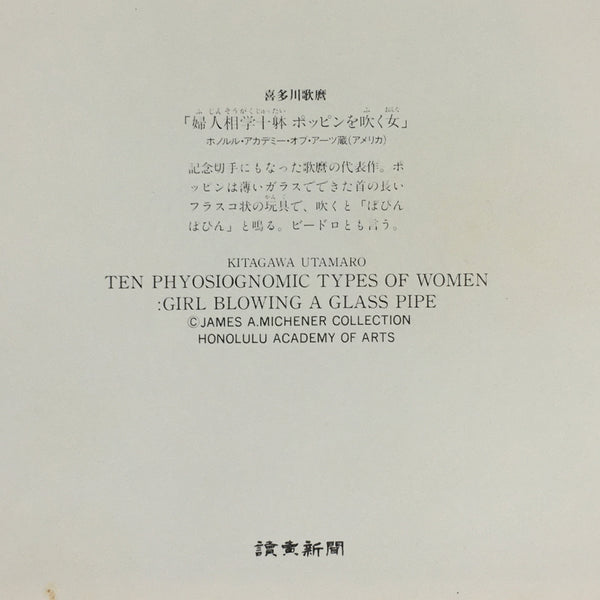 喜多川歌麿
「婦人相学十躰 ポッピンを吹く女」
ホノルル・アカデミー・オブ・アーツ蔵(アメリカ)
記念切手にもなった歌麿の代表作。ポ
ッピンは薄いガラスでできた首の長い
フラスコ状の玩具で、吹くと「ぽぴん
ぽぴん」と鳴る。ビードロとも言う。
KITAGAWA UTAMARO
TEN PHYOSIOGNOMIC TYPES OF WOMEN
:GIRL BLOWING A GLASS PIPE
©JAMES A.MICHENER COLLECTION
HONOLULU ACADEMY OF ARTS
讀賣新聞